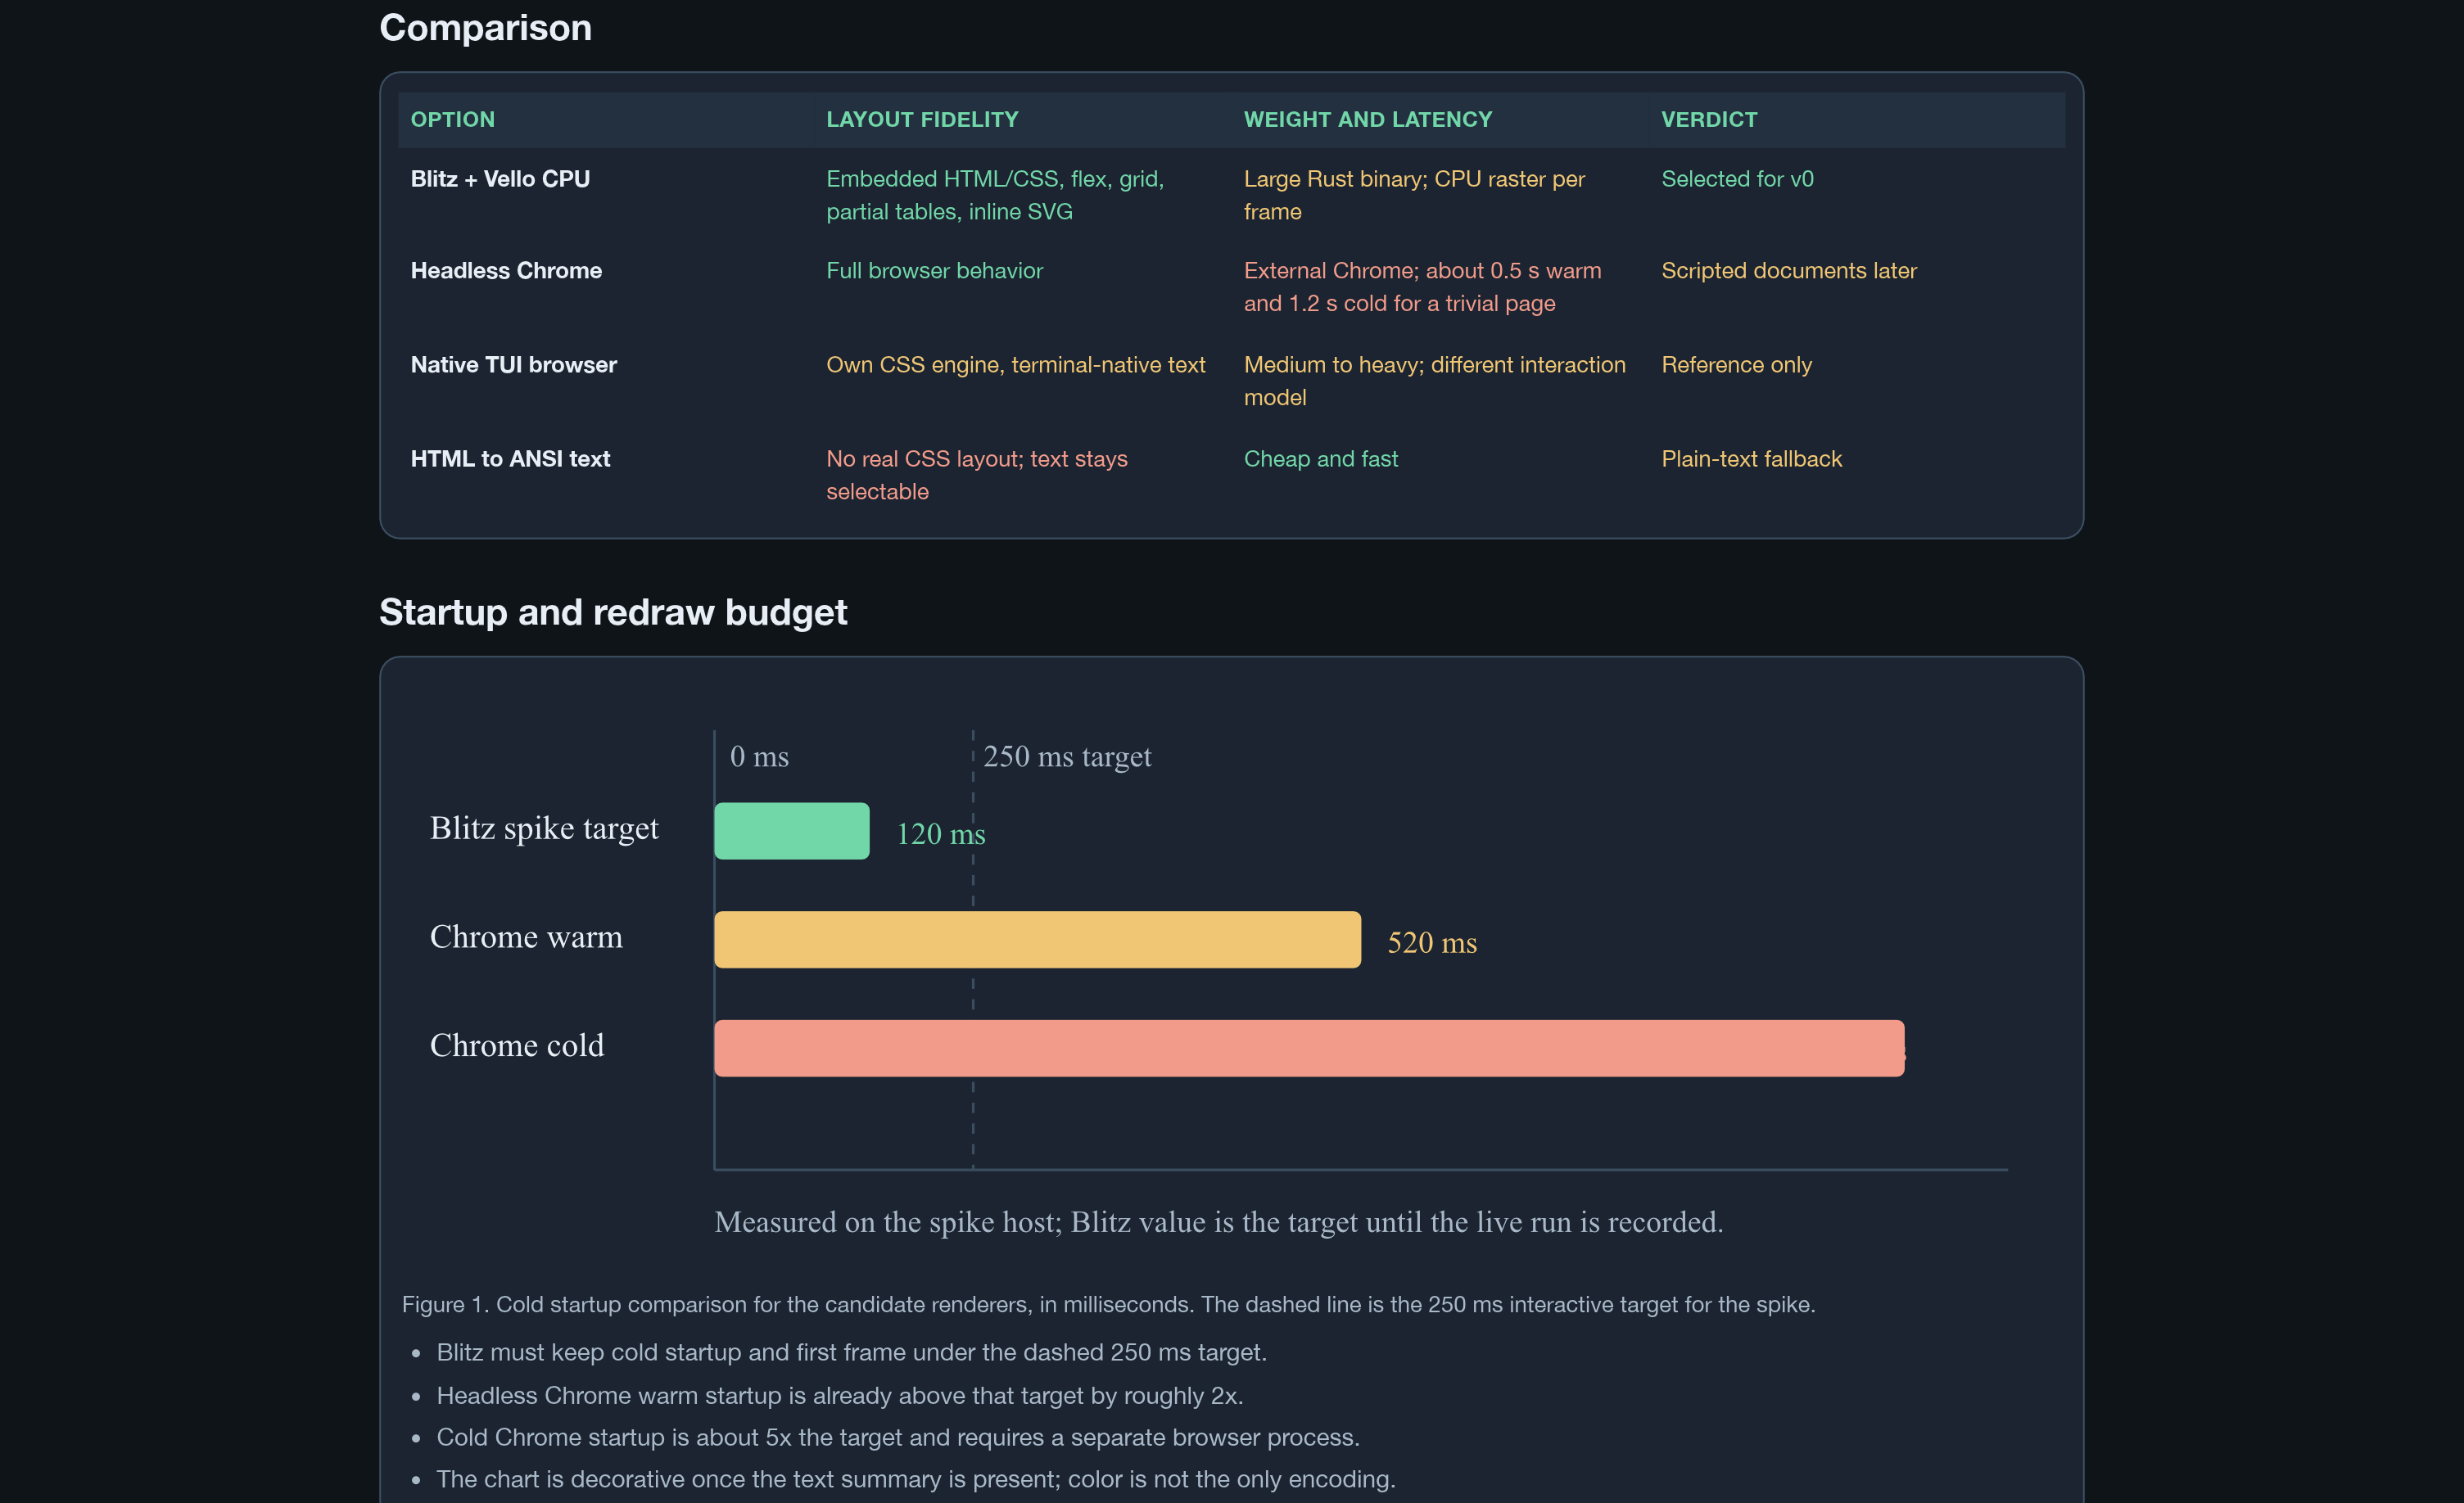 Comparison
OPTION LAYOUT FIDELITY WEIGHT AND LATENCY VERDICT
Blitz + Vello CPU Embedded HTML/CSS, flex, grid, Large Rust binary; CPU raster per Selected for v0
partial tables, inline SVG frame
Headless Chrome Full browser behavior External Chrome; about 0.5 s warm Scripted documents later
and 1.2 s cold for a trivial page
Native TUI browser Own CSS engine, terminal-native text Medium to heavy; different interaction Reference only
model
HTML to ANSI text No real CSS layout; text stays Cheap and fast Plain-text fallback
selectable
Startup and redraw budget
0 ms 250 ms target
Blitz spike target 120 ms
Chrome warm 520 ms
Chrome cold
Measured on the spike host; Blitz value is the target until the live run is recorded.
Figure 1. Cold startup comparison for the candidate renderers, in milliseconds. The dashed line is the 250 ms interactive target for the spike.
• Blitz must keep cold startup and first frame under the dashed 250 ms target.
• Headless Chrome warm startup is already above that target by roughly 2x.
• Cold Chrome startup is about 5x the target and requires a separate browser process.
• The chart is decorative once the text summary is present; color is not the only encoding.